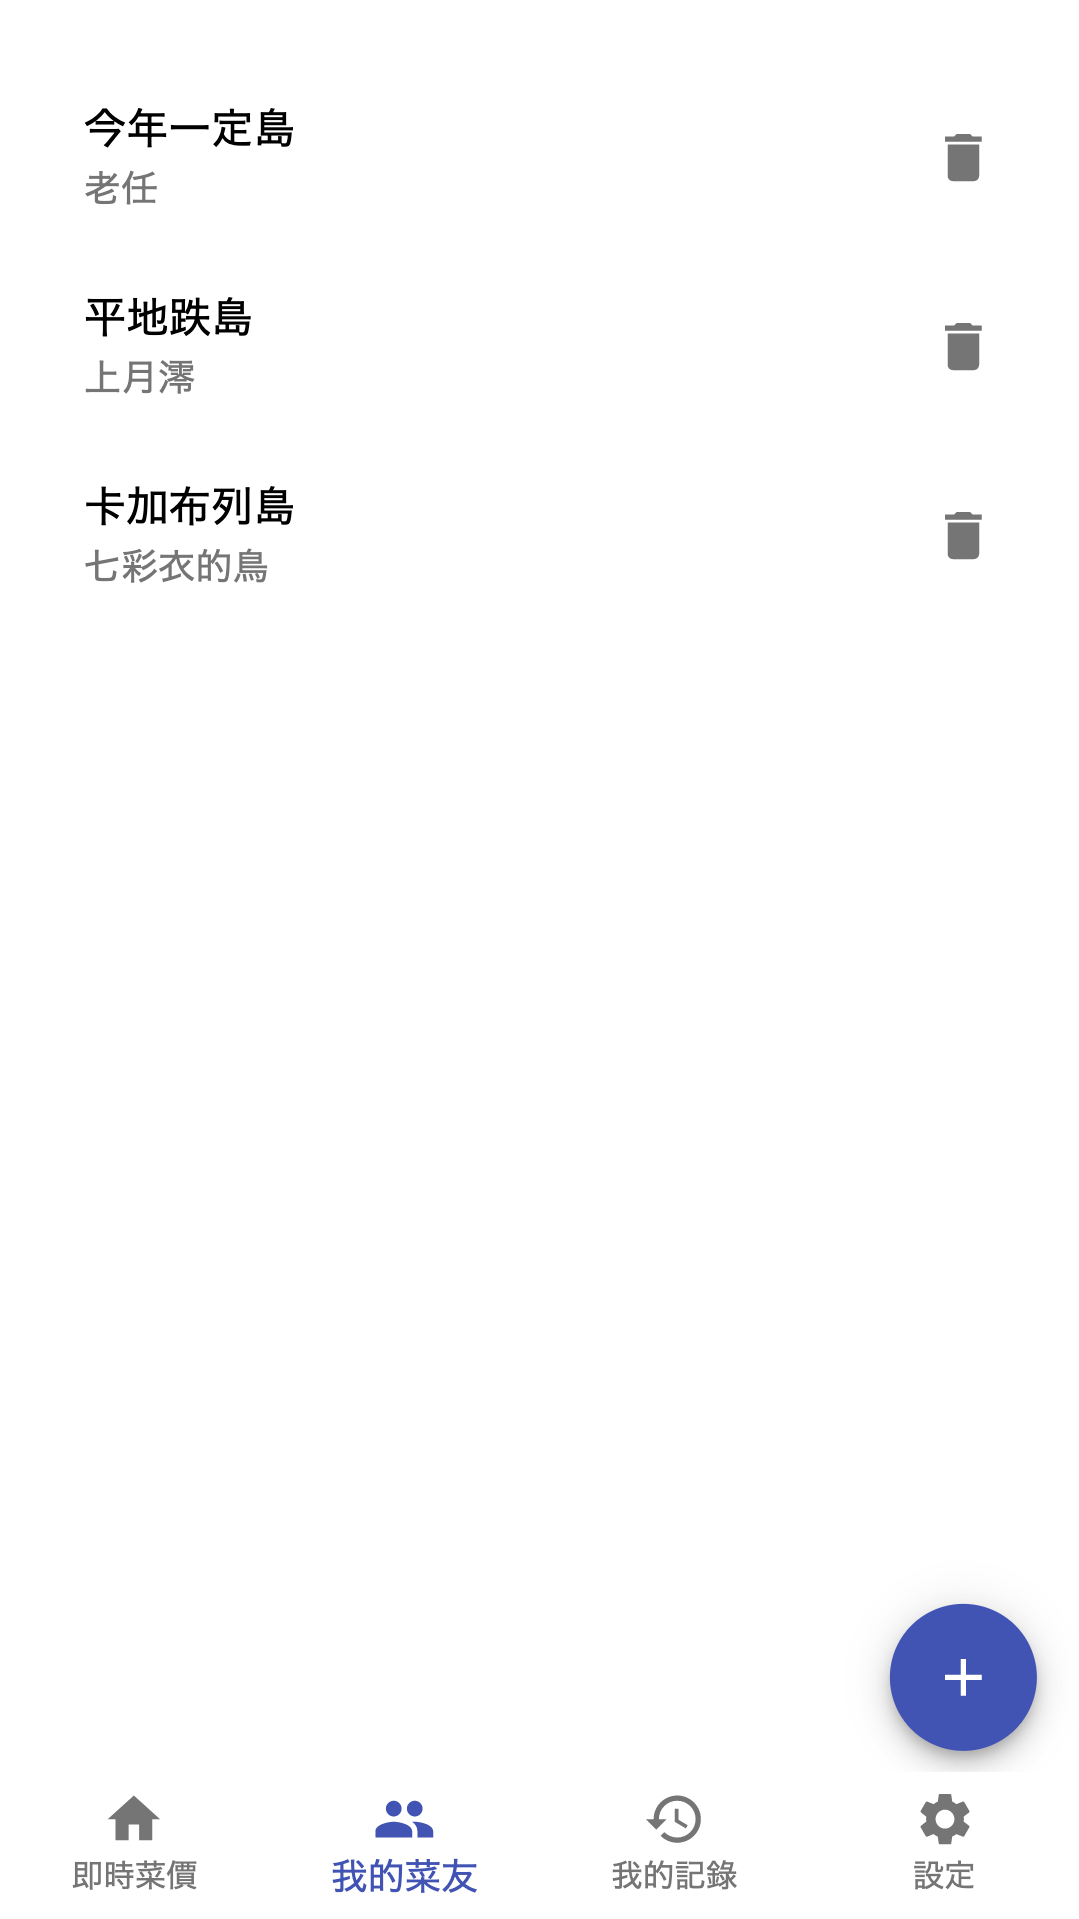 今年一定島
老任
平地跌島
上月澪
卡加布列島
七彩衣的鳥
即時菜價
我的菜友
我的記錄
設定